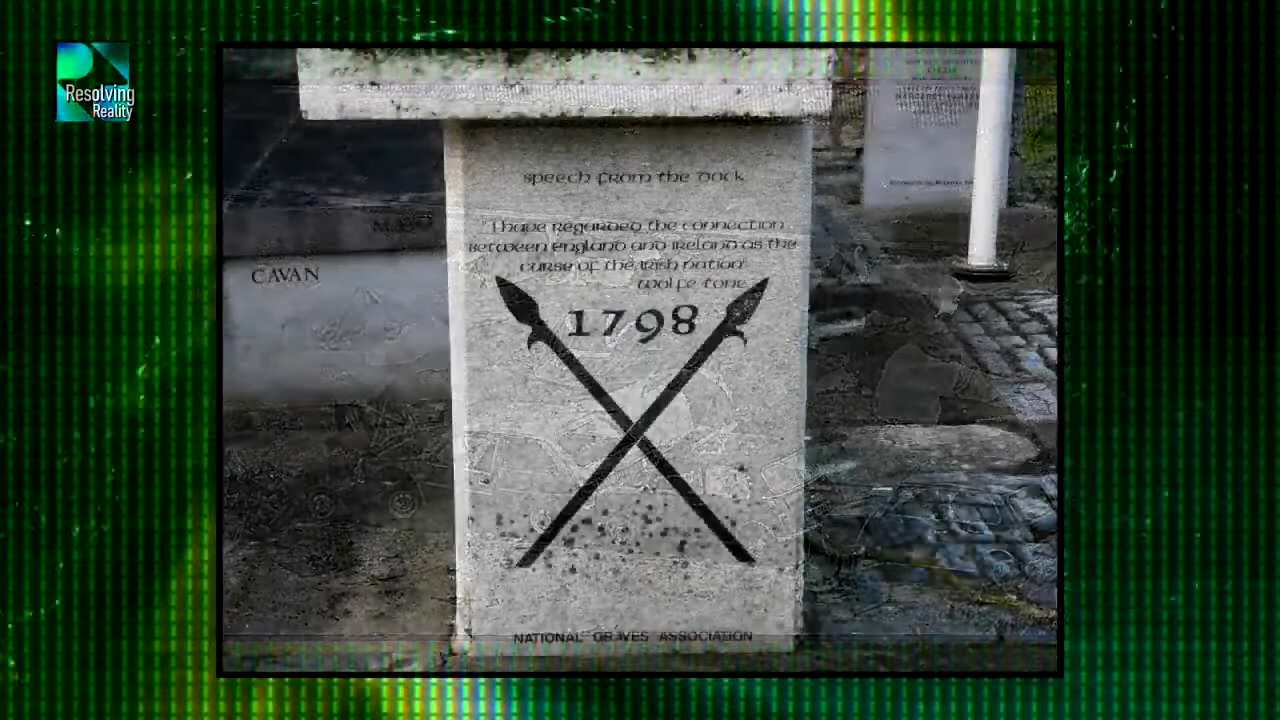 Resolving
Reality
speech from the dock
"I have regarded the connection
between england and ireland as the
curse of the irish nation"
wolfe tone
1798
CAVAN
NATIONAL GRAVES ASSOCIATION